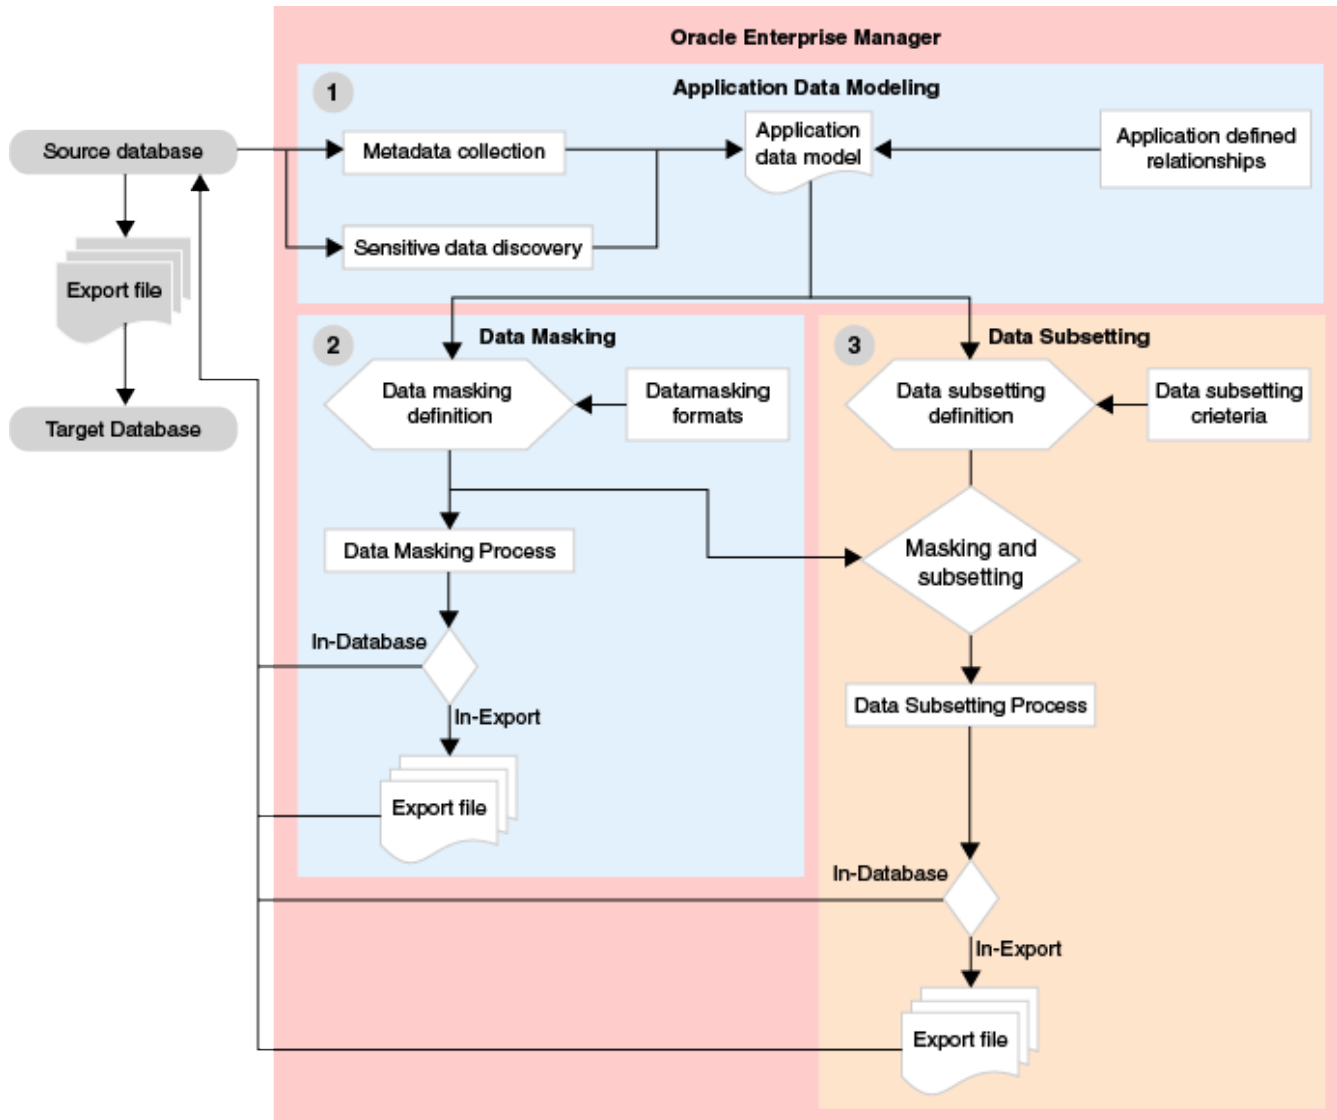 Oracle Enterprise Manager
1
Application Data Modeling
Source database
Metadata collection
Application
data model
Application defined
relationships
Sensitive data discovery
Export file
Target Database
2
Data Masking
Data masking
definition
Datamasking
formats
Data Masking Process
In-Database
In-Export
Export file
3
Data Subsetting
Data subsetting
definition
Data subsetting
crieteria
Masking and
subsetting
Data Subsetting Process
In-Database
In-Export
Export file